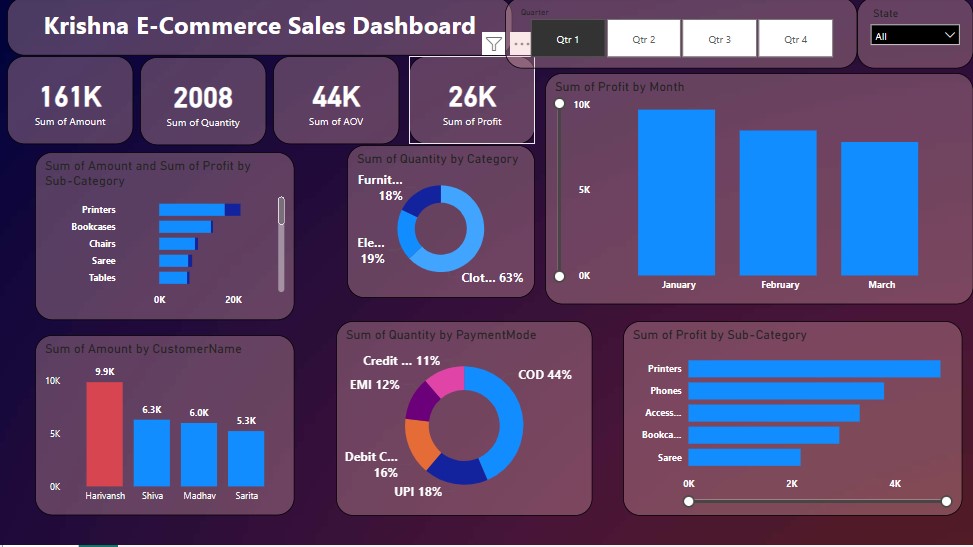 Krishna E-Commerce Sales Dashboard
Quarter
Qtr 1
Qtr 2
Qtr 3
Qtr 4
State
All
161K
Sum of Amount
2008
Sum of Quantity
44K
Sum of AOV
26K
Sum of Profit
Sum of Profit by Month
10K
5K
0K
January
February
March
Sum of Amount and Sum of Profit by
Sub-Category
Printers
Bookcases
Chairs
Saree
Tables
0K
20K
Sum of Quantity by Category
Furnit...
18%
Ele...
19%
Clot... 63%
Sum of Amount by CustomerName
10K
5K
0K
9.9K
6.3K
6.0K
5.3K
Harivansh
Shiva
Madhav
Sarita
Sum of Quantity by PaymentMode
Credit ... 11%
EMI 12%
Debit C...
16%
UPI 18%
COD 44%
Sum of Profit by Sub-Category
Printers
Phones
Access...
Bookca...
Saree
0K
2K
4K